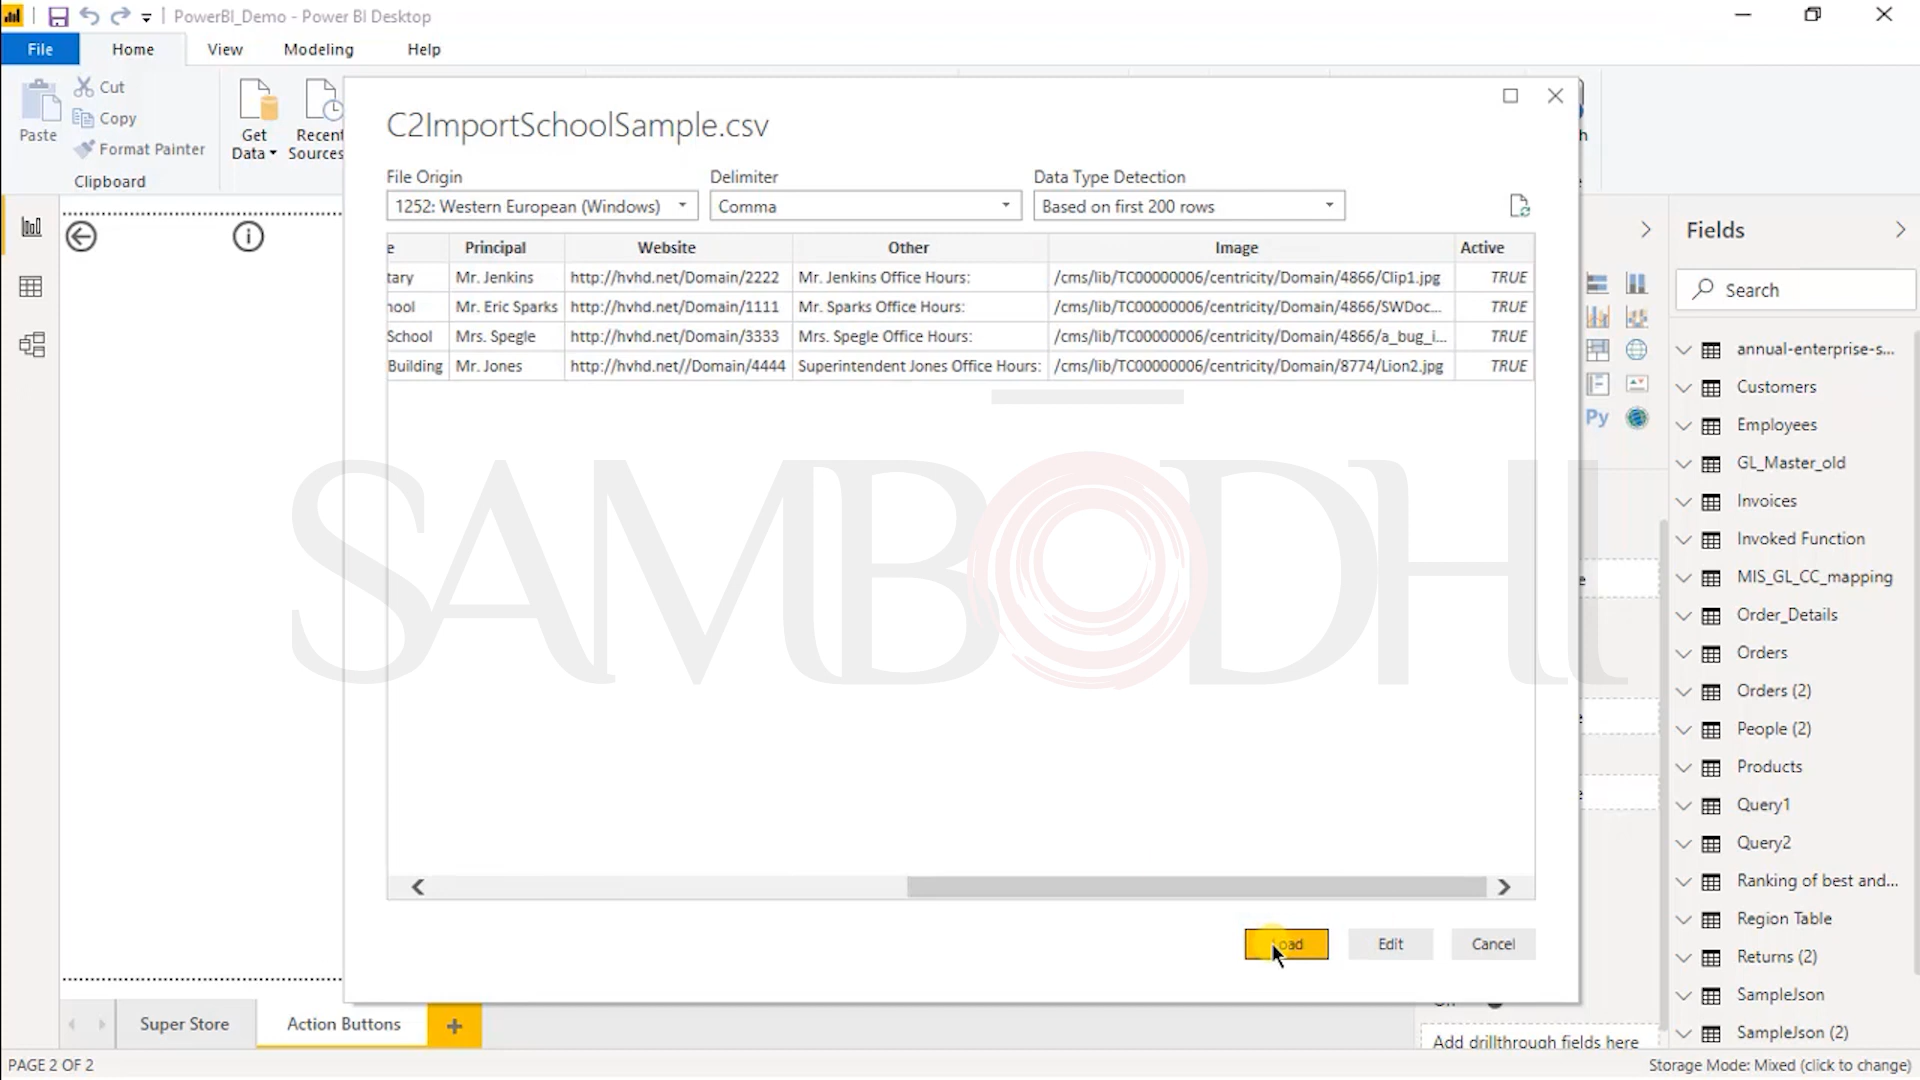 PowerBI_Demo - Power BI Desktop
File Home View Modeling Help
Paste
Cut
Copy
Format Painter
Clipboard
Get Data
Recent Sources
C2ImportSchoolSample.csv
File Origin Delimiter Data Type Detection
1252: Western European (Windows) Comma Based on first 200 rows
e Principal Website Other Image Active
tary Mr. Jenkins http://hvhd.net/Domain/2222 Mr. Jenkins Office Hours: /cms/lib/TC00000006/centricity/Domain/4866/Clip1.jpg TRUE
hool Mr. Eric Sparks http://hvhd.net/Domain/1111 Mr. Sparks Office Hours: /cms/lib/TC00000006/centricity/Domain/4866/SWDoc... TRUE
School Mrs. Spegle http://hvhd.net/Domain/3333 Mrs. Spegle Office Hours: /cms/lib/TC00000006/centricity/Domain/4866/a_bug_i... TRUE
Building Mr. Jones http://hvhd.net//Domain/4444 Superintendent Jones Office Hours: /cms/lib/TC00000006/centricity/Domain/8774/Lion2.jpg TRUE
SAMBODHI
Load Edit Cancel
Py
Add drillthrough fields here
Fields
Search
annual-enterprise-s...
Customers
Employees
GL_Master_old
Invoices
Invoked Function
MIS_GL_CC_mapping
Order_Details
Orders
Orders (2)
People (2)
Products
Query1
Query2
Ranking of best and...
Region Table
Returns (2)
SampleJson
SampleJson (2)
Super Store Action Buttons
PAGE 2 OF 2
Storage Mode: Mixed (click to change)